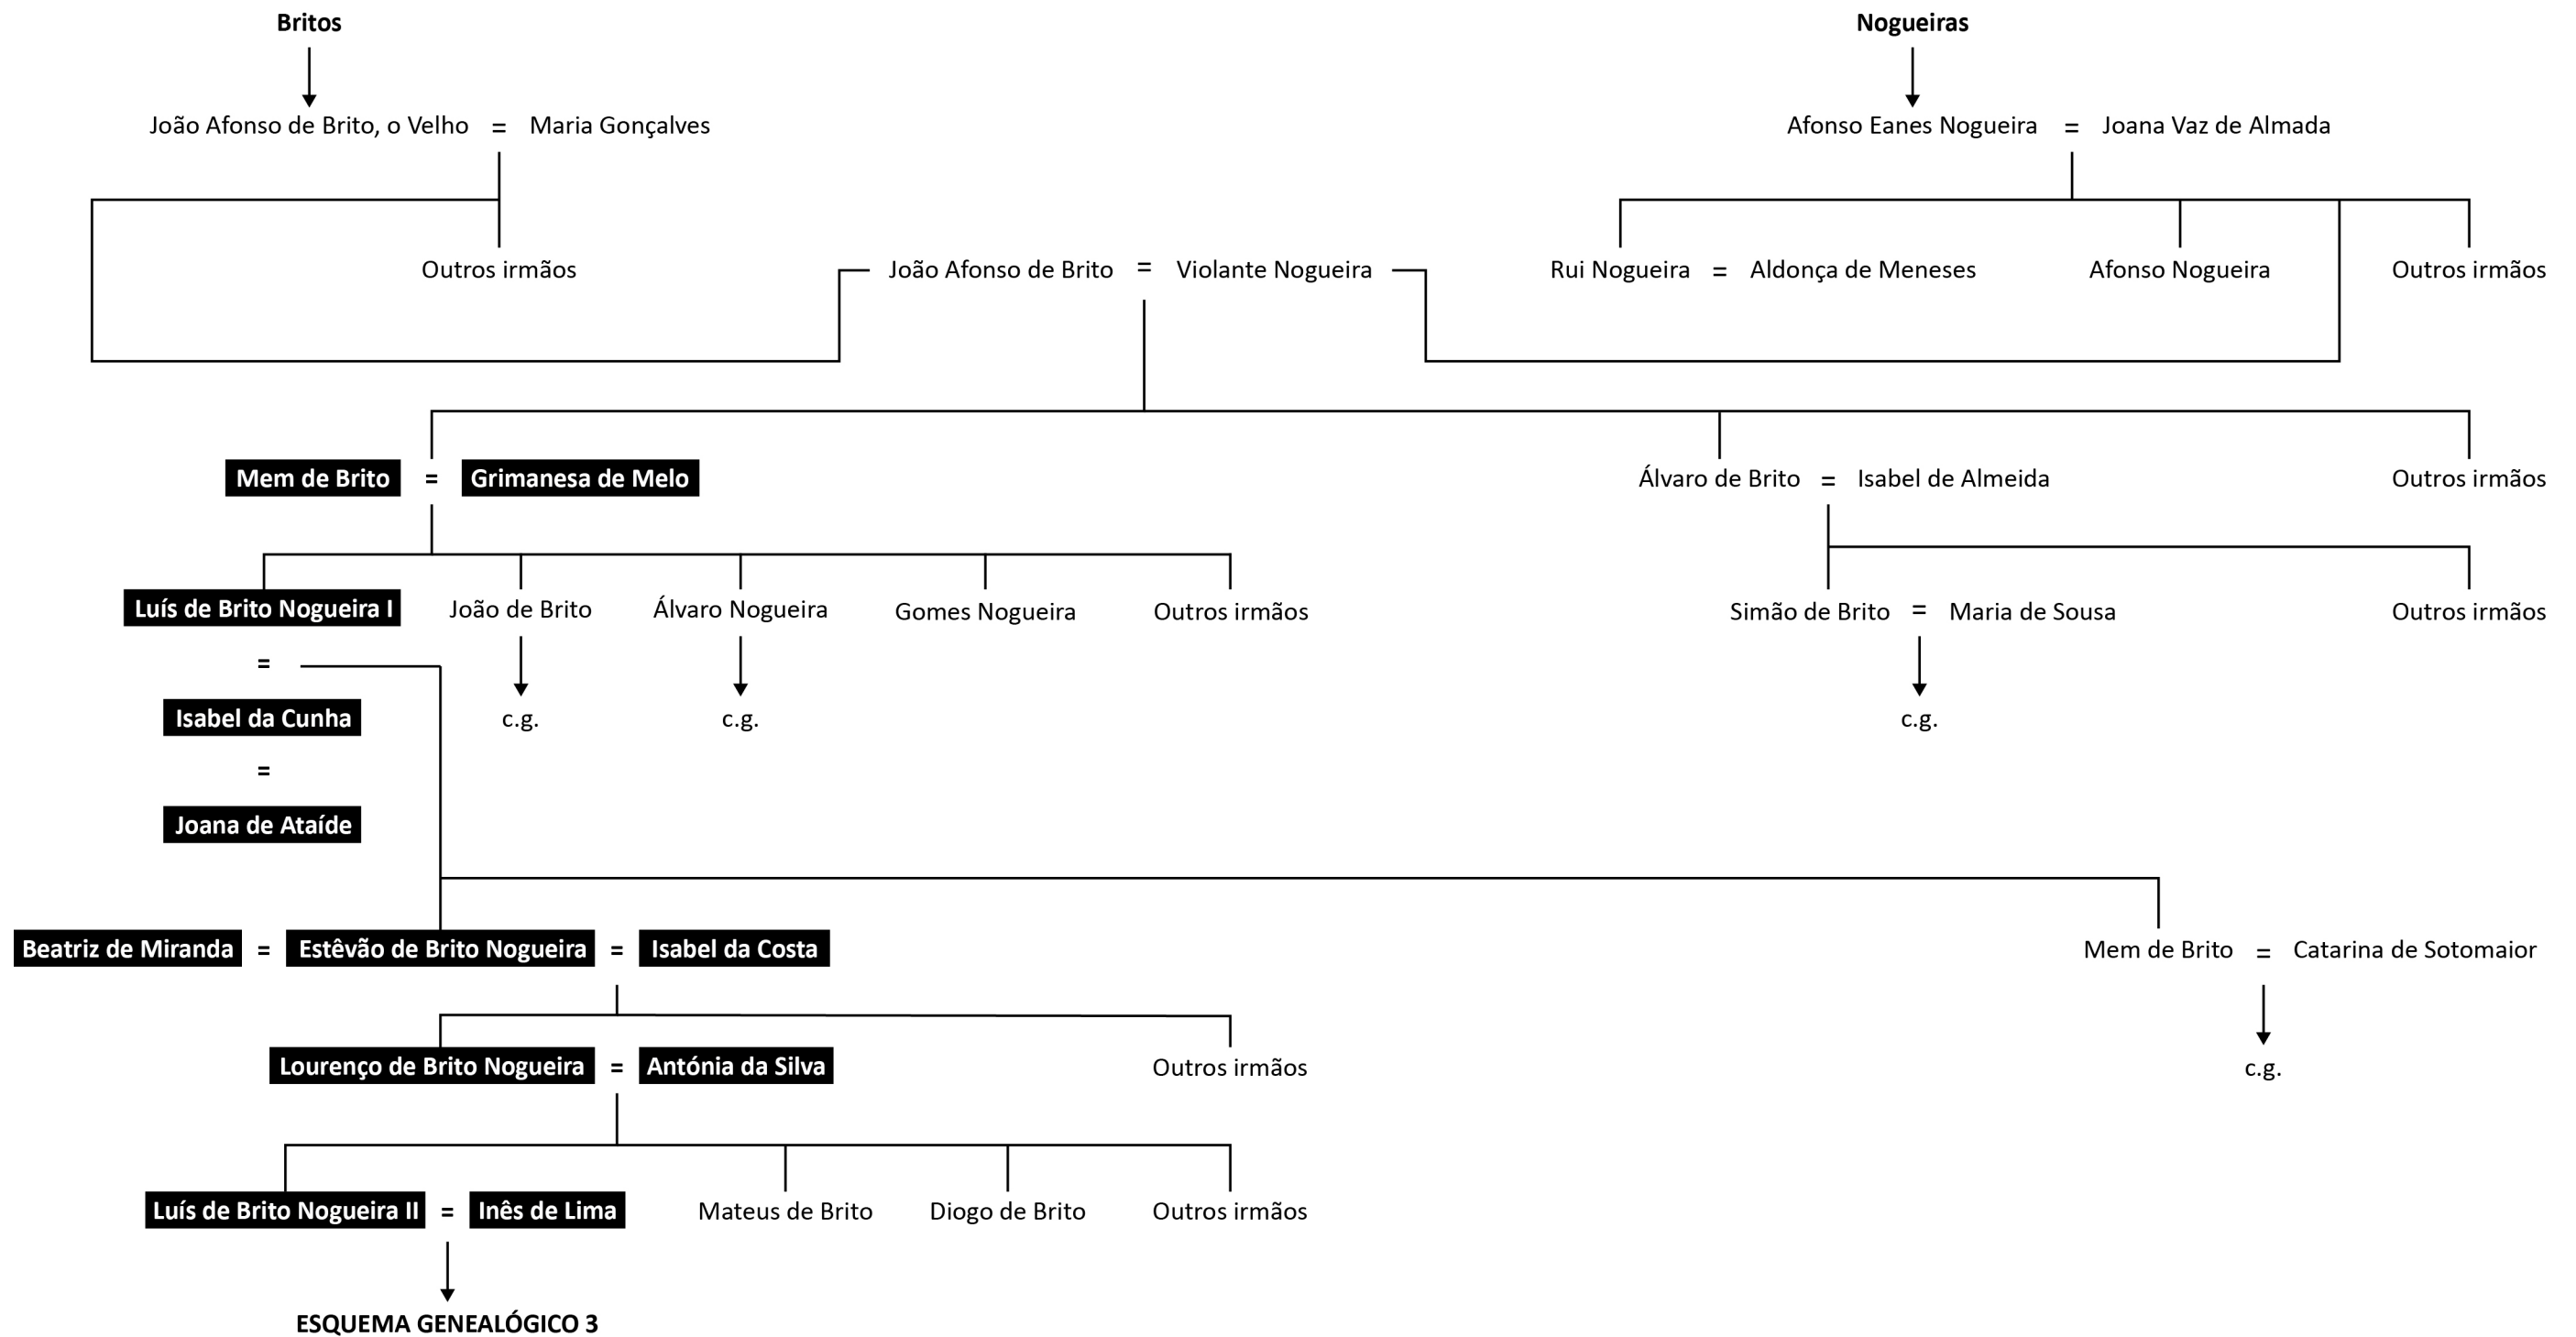 Britos
Nogueiras
João Afonso de Brito, o Velho = Maria Gonçalves
Afonso Eanes Nogueira = Joana Vaz de Almada
Outros irmãos
João Afonso de Brito = Violante Nogueira
Rui Nogueira = Aldonça de Meneses
Afonso Nogueira
Outros irmãos
Mem de Brito = Grimanesa de Melo
Álvaro de Brito = Isabel de Almeida
Outros irmãos
Luís de Brito Nogueira I
João de Brito
Álvaro Nogueira
Gomes Nogueira
Outros irmãos
Simão de Brito = Maria de Sousa
Outros irmãos
=
Isabel da Cunha
c.g.
c.g.
c.g.
=
Joana de Ataíde
Beatriz de Miranda = Estêvão de Brito Nogueira = Isabel da Costa
Mem de Brito = Catarina de Sotomaior
Lourenço de Brito Nogueira = Antónia da Silva
Outros irmãos
c.g.
Luís de Brito Nogueira II = Inês de Lima
Mateus de Brito
Diogo de Brito
Outros irmãos
ESQUEMA GENEALÓGICO 3